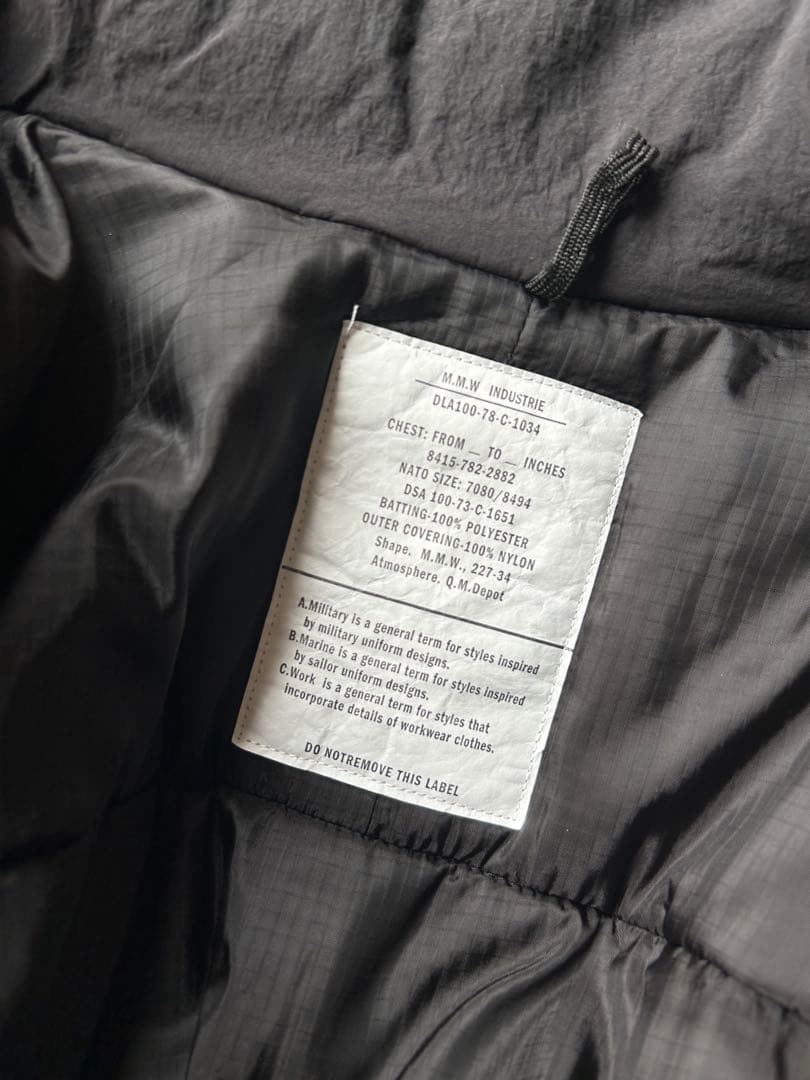 M.M.W INDUSTRIE
DLA100-78-C-1034
CHEST: FROM _ TO _ INCHES
8415-782-2882
NATO SIZE: 7080/8494
DSA 100-73-C-1651
BATTING-100% POLYESTER
OUTER COVERING-100% NYLON
Shape. M.M.W., 227-34
Atmosphere, Q.M.Depot
A.Military is a general term for styles inspired
by military uniform designs.
B.Marine is a general term for styles inspired
by sailor uniform designs.
C.Work is a general term for styles that
incorporate details of workwear clothes.
DO NOTREMOVE THIS LABEL